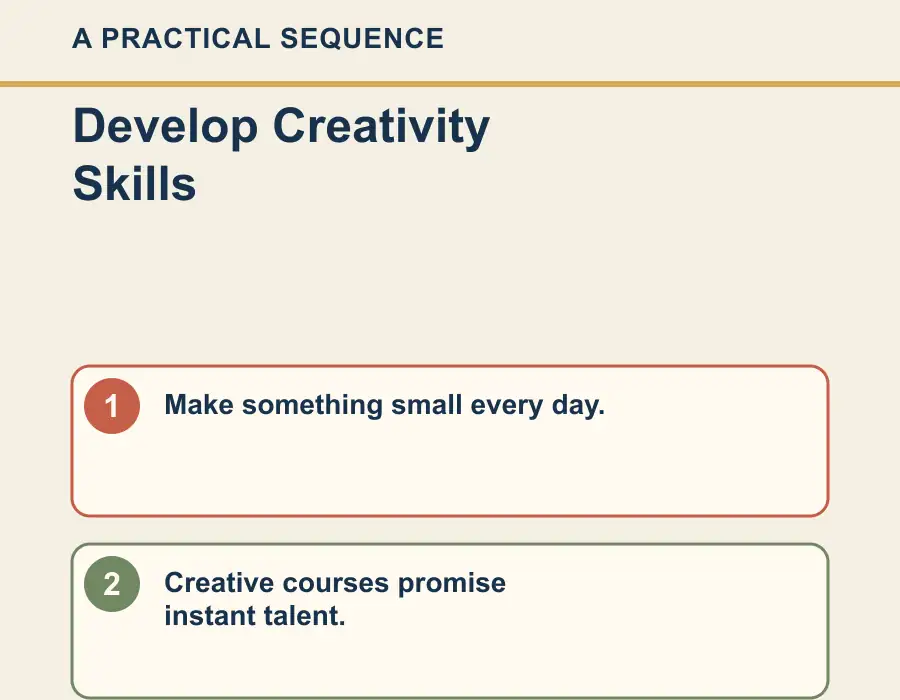 A PRACTICAL SEQUENCE
Develop Creativity
Skills
1
Make something small every day.
2
Creative courses promise
instant talent.